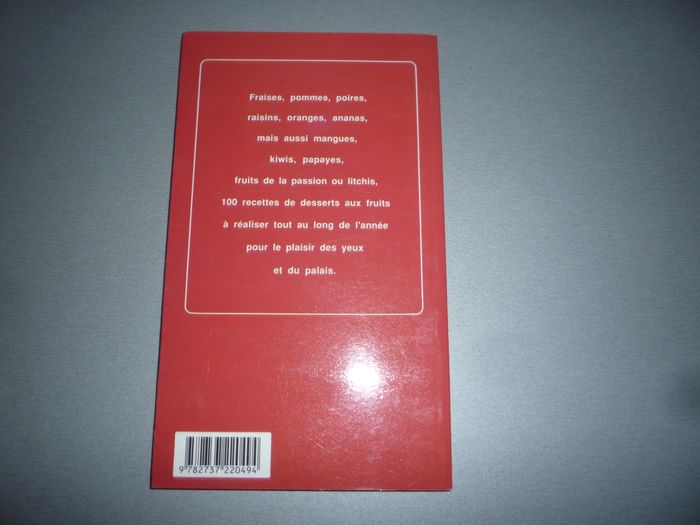 Fraises, pommes, poires,
raisins, oranges, ananas,
mais aussi mangues,
kiwis, papayes,
fruits de la passion ou litchis,
100 recettes de desserts aux fruits
à réaliser tout au long de l'année
pour le plaisir des yeux
et du palais.
9 782737 220494